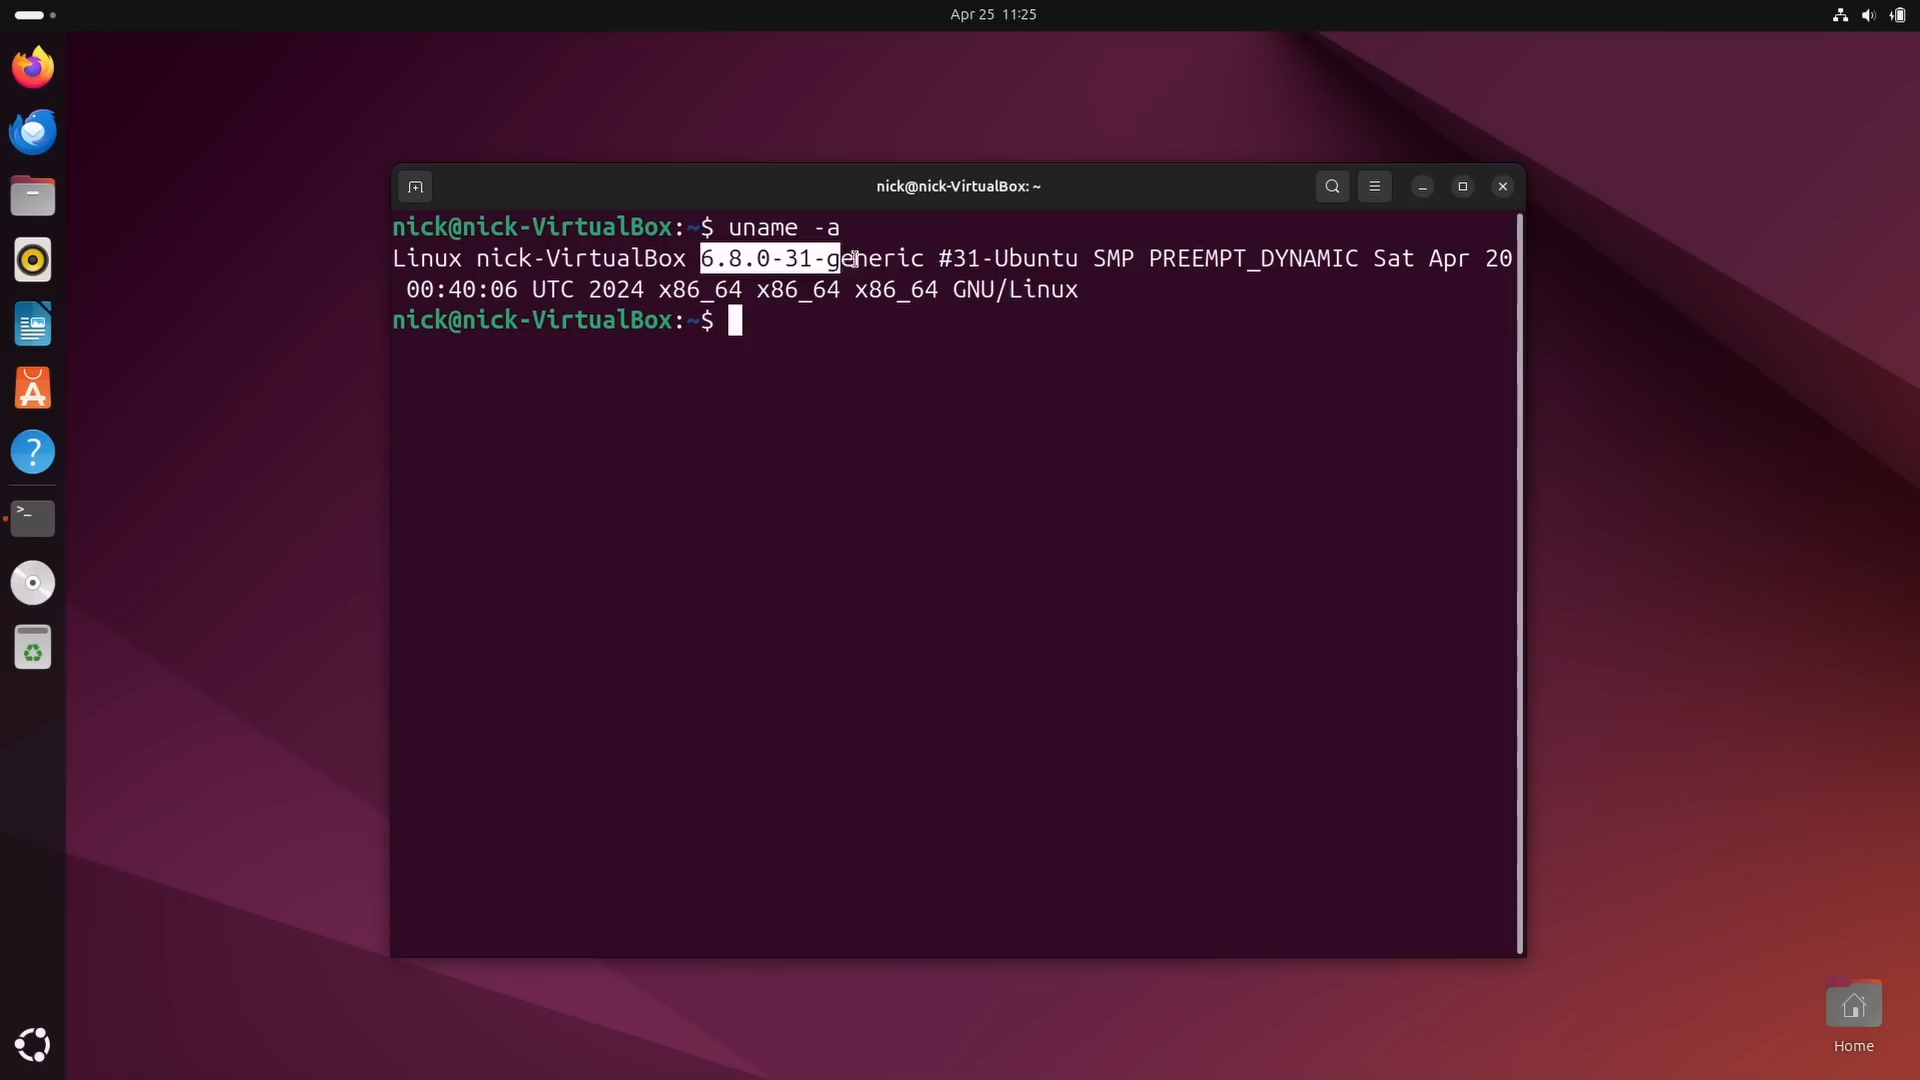 Apr 25 11:25
nick@nick-VirtualBox: ~
nick@nick-VirtualBox:~$ uname -a
Linux nick-VirtualBox 6.8.0-31-generic #31-Ubuntu SMP PREEMPT_DYNAMIC Sat Apr 20
00:40:06 UTC 2024 x86_64 x86_64 x86_64 GNU/Linux
nick@nick-VirtualBox:~$
Home